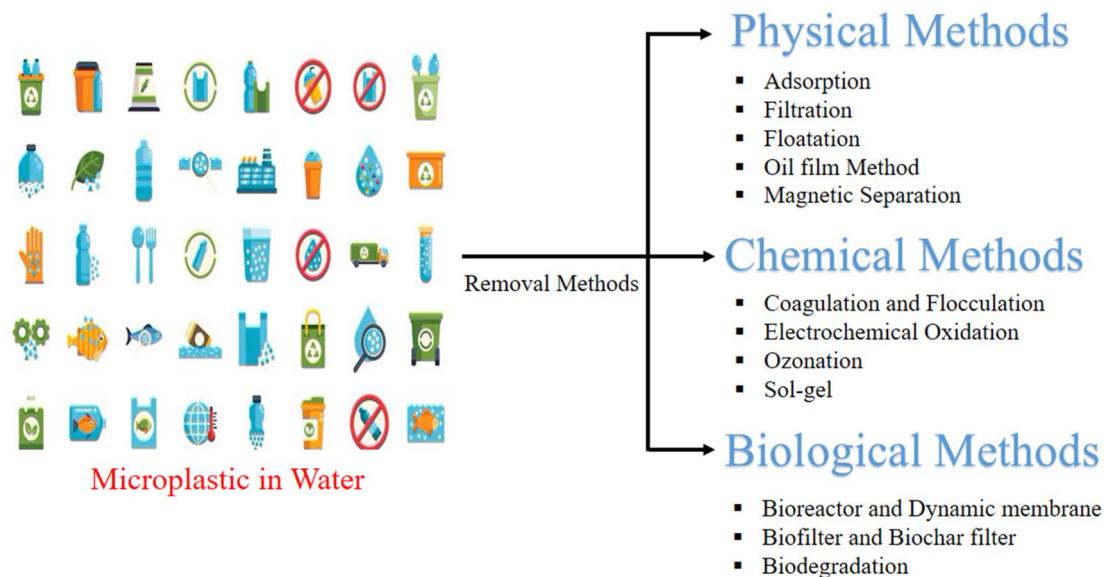 Microplastic in Water
Removal Methods
Physical Methods
▪ Adsorption
▪ Filtration
▪ Floatation
▪ Oil film Method
▪ Magnetic Separation
Chemical Methods
▪ Coagulation and Flocculation
▪ Electrochemical Oxidation
▪ Ozonation
▪ Sol-gel
Biological Methods
▪ Bioreactor and Dynamic membrane
▪ Biofilter and Biochar filter
▪ Biodegradation